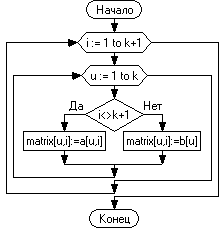 Начало
i := 1 to k+1
u := 1 to k
i<>k+1
Да
Нет
matrix[u,i]:=a[u,i]
matrix[u,i]:=b[u]
Конец